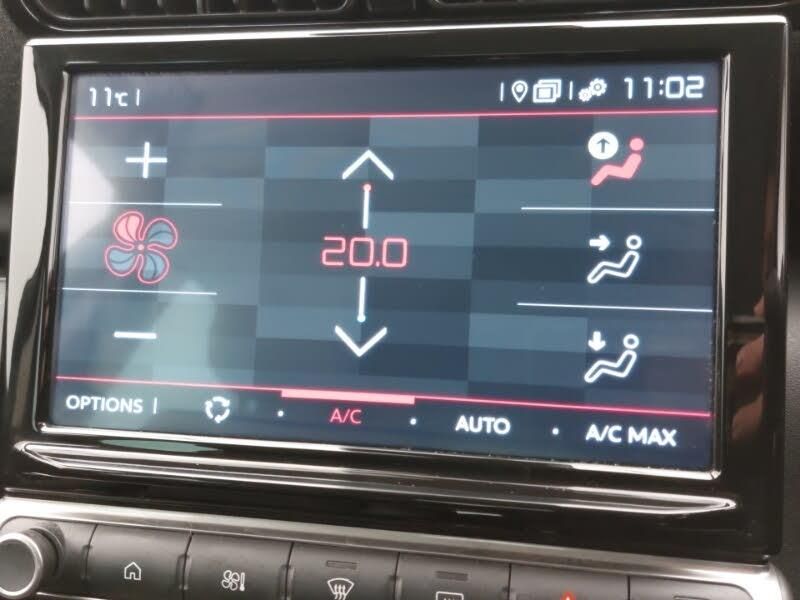 11°C
11:02
20.0
OPTIONS
A/C
AUTO
A/C MAX